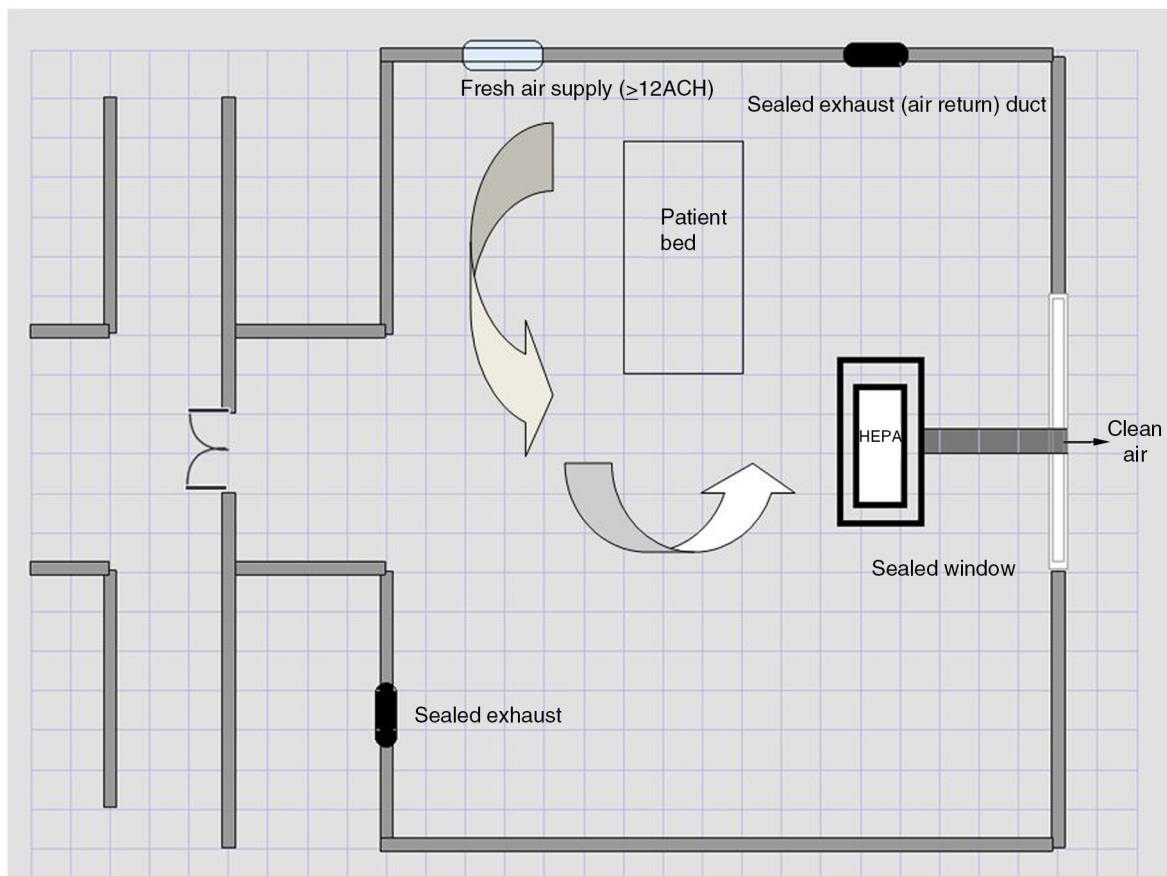 Fresh air supply (≥12ACH)
Sealed exhaust (air return) duct
Patient
bed
HEPA
Clean
air
Sealed window
Sealed exhaust